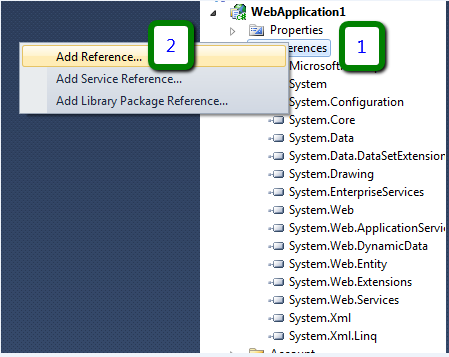 WebApplication1
Properties
erences
1
2
Add Reference...
Add Service Reference...
Add Library Package Reference...
Microsoft.
System
System.Configuration
System.Core
System.Data
System.Data.DataSetExtension
System.Drawing
System.EnterpriseServices
System.Web
System.Web.ApplicationServic
System.Web.DynamicData
System.Web.Entity
System.Web.Extensions
System.Web.Services
System.Xml
System.Xml.Linq
Account